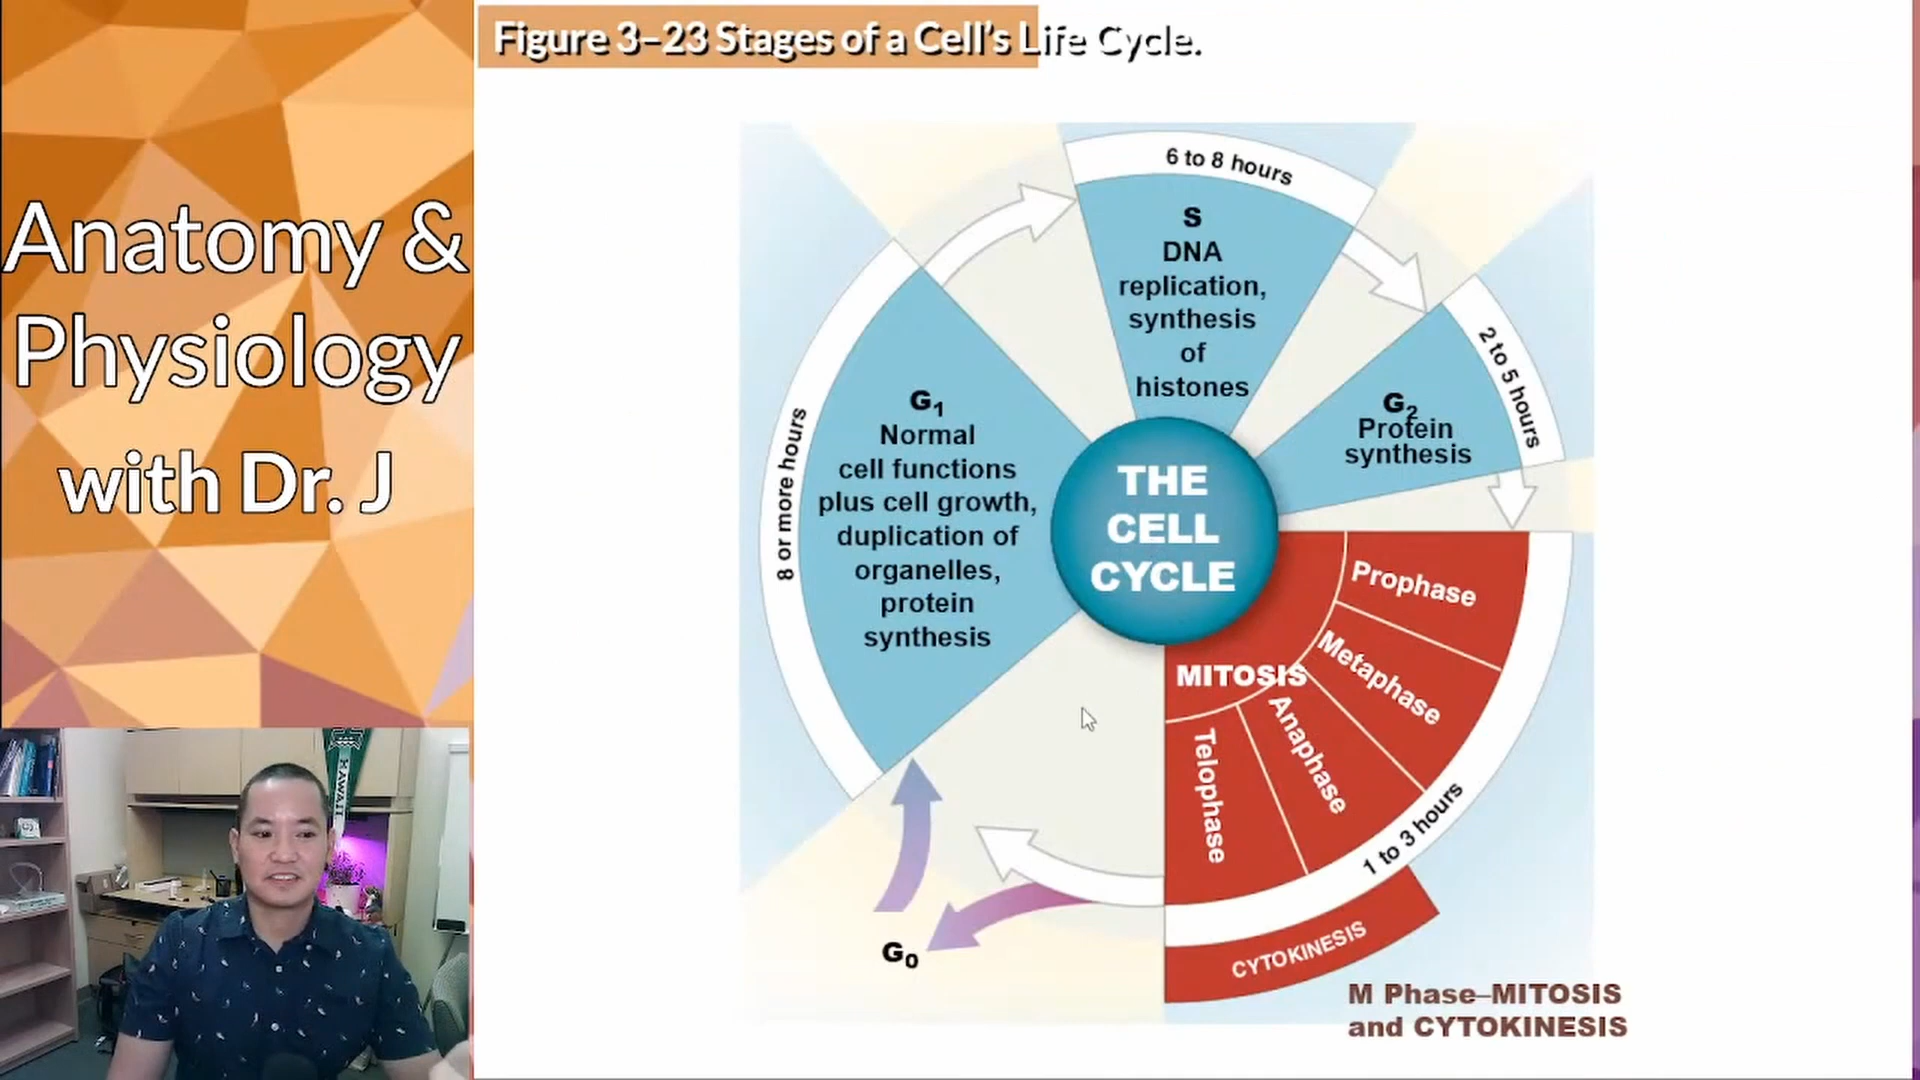 Figure 3–23 Stages of a Cell's Life Cycle.
Anatomy &
Physiology
with Dr. J
HAWAI'I
6 to 8 hours
S
DNA
replication,
synthesis
of
histones
2 to 5 hours
G2
Protein
synthesis
8 or more hours
G1
Normal
cell functions
plus cell growth,
duplication of
organelles,
protein
synthesis
THE
CELL
CYCLE
MITOSIS
Prophase
Metaphase
Anaphase
Telophase
1 to 3 hours
CYTOKINESIS
G0
M Phase–MITOSIS
and CYTOKINESIS